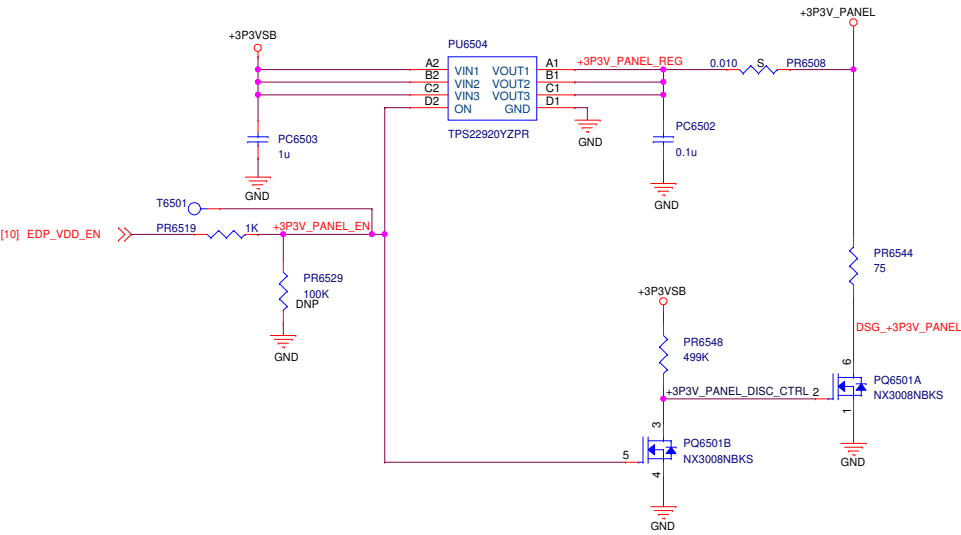 +3P3V_PANEL
+3P3VSB
PU6504
A2 VIN1 VOUT1 A1 +3P3V_PANEL_REG 0.010 S PR6508
B2 VIN2 VOUT2 B1
C2 VIN3 VOUT3 C1
D2 ON GND D1
TPS22920YZPR
GND
PC6503
1u
GND
PC6502
0.1u
GND
T6501
[10] EDP_VDD_EN PR6519 1K +3P3V_PANEL_EN
PR6529
100K
DNP
GND
PR6544
75
+3P3VSB
PR6548
499K
DSG_+3P3V_PANEL
+3P3V_PANEL_DISC_CTRL 2
6
PQ6501A
NX3008NBKS
1
GND
3
5
PQ6501B
NX3008NBKS
4
GND